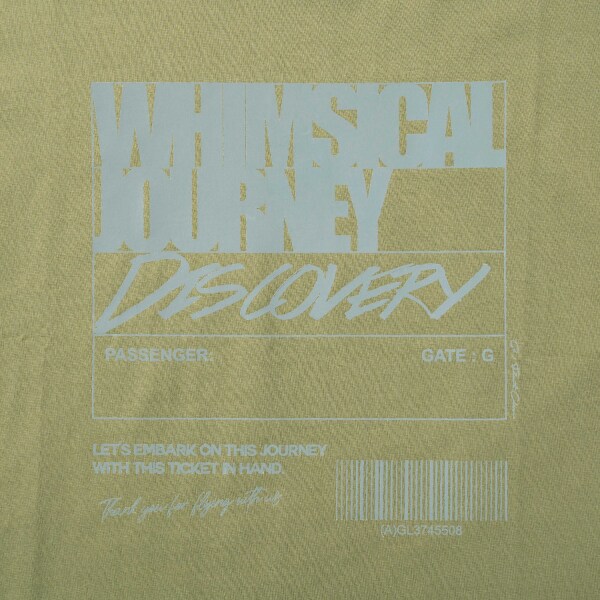 WHIMSICAL
JOURNEY
DISCOVERY
PASSENGER: GATE : G
LET'S EMBARK ON THIS JOURNEY
WITH THIS TICKET IN HAND.
Thank you for flying with us
(A)GL3745508